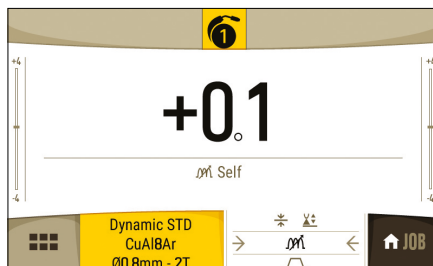 1
+4
+4
+0.1
Self
-4
-4
Dynamic STD
CuAl8Ar
Ø0.8mm - 2T
JOB